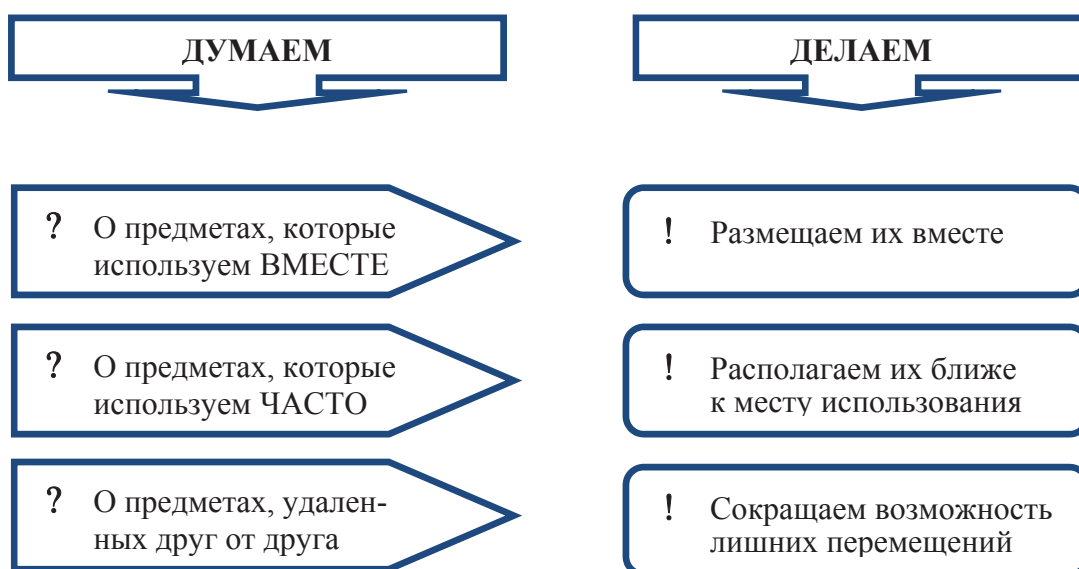 ДУМАЕМ
ДЕЛАЕМ
? О предметах, которые
используем ВМЕСТЕ
! Размещаем их вместе
? О предметах, которые
используем ЧАСТО
! Располагаем их ближе
к месту использования
? О предметах, удален-
ных друг от друга
! Сокращаем возможность
лишних перемещений